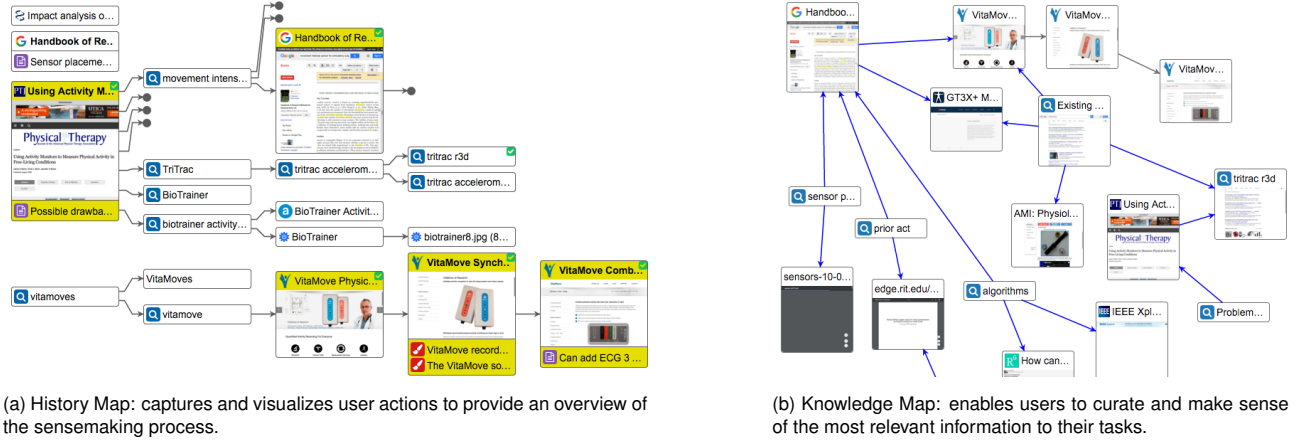 Impact analysis o...
Handbook of Re..
Sensor placeme...
Using Activity M...
Physical Therapy
Using Activity Monitors to Measure Physical Activity in
Free-Living Conditions
Possible drawba...
movement intens...
Handbook of Re...
Google
TriTrac
tritrac accelerom...
tritrac r3d
tritrac accelerom...
BioTrainer
biotrainer activity...
BioTrainer Activit...
BioTrainer
biotrainer8.jpg (8...
vitamoves
VitaMoves
vitamove
VitaMove Physic...
VitaMove Synch..
VitaMove record...
The VitaMove so...
VitaMove Comb...
Can add ECG 3 ...
(a) History Map: captures and visualizes user actions to provide an overview of
the sensemaking process.
Handboo...
VitaMov...
VitaMov...
VitaMov...
GT3X+ M...
Existing ...
sensor p...
prior act
AMI: Physiol...
Using Act...
Physical Therapy
tritrac r3d
sensors-10-0...
edge.rit.edu/...
algorithms
IEEE Xpl...
Problem...
How can...
(b) Knowledge Map: enables users to curate and make sense
of the most relevant information to their tasks.